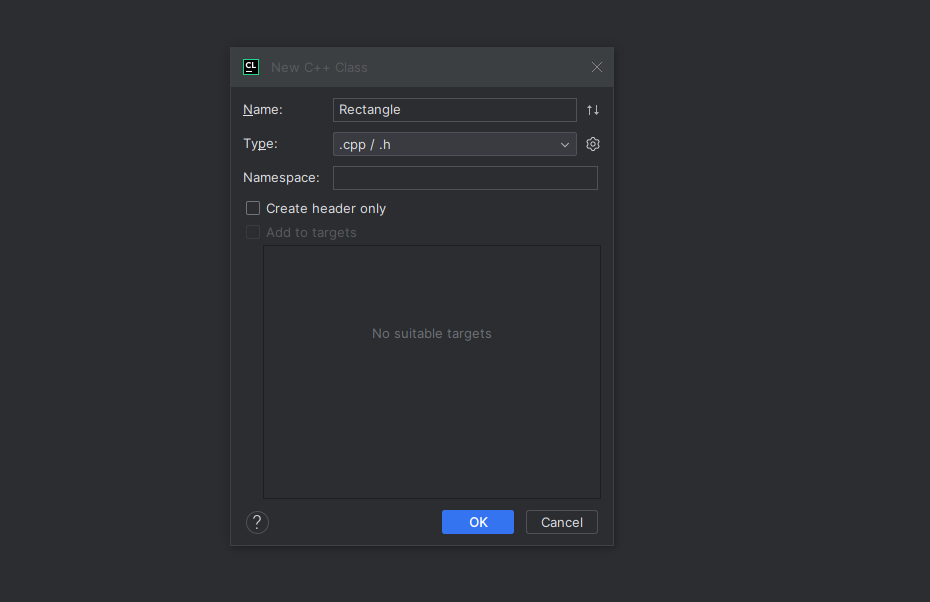 CL New C++ Class
Name: Rectangle
Type: .cpp / .h
Namespace:
Create header only
Add to targets
No suitable targets
? OK Cancel